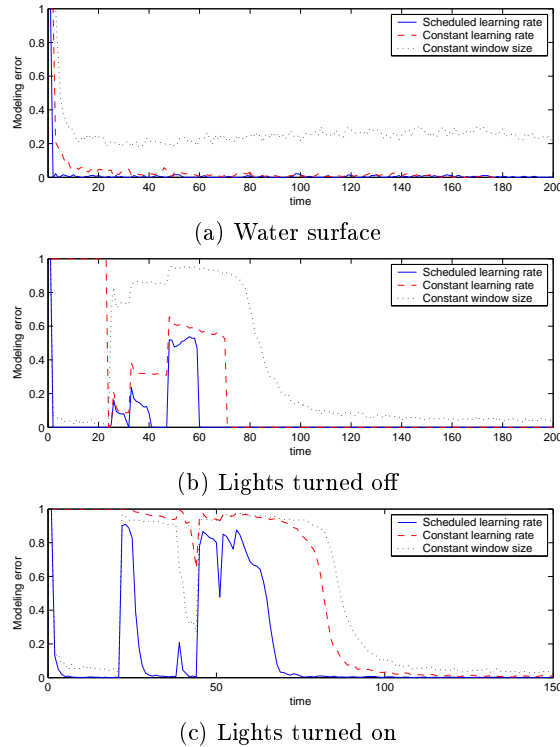 1
0.8
0.6
0.4
0.2
0
Modeling error
Scheduled learning rate
Constant learning rate
Constant window size
20 40 60 80 100 120 140 160 180 200
time
(a) Water surface
1
0.8
0.6
0.4
0.2
0
Modeling error
Scheduled learning rate
Constant learning rate
Constant window size
0 20 40 60 80 100 120 140 160 180 200
time
(b) Lights turned off
1
0.8
0.6
0.4
0.2
0
Modeling error
Scheduled learning rate
Constant learning rate
Constant window size
0 50 100 150
time
(c) Lights turned on